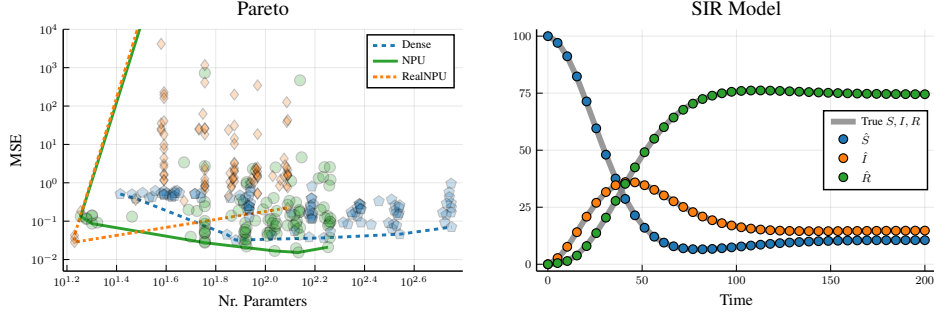 Pareto
10^4
10^3
10^2
10^1
10^0
10^-1
10^-2
MSE
Dense
NPU
RealNPU
10^1.2
10^1.4
10^1.6
10^1.8
10^2.0
10^2.2
10^2.4
10^2.6
Nr. Paramters
SIR Model
100
75
50
25
0
True S, I, R
Ŝ
Î
R̂
0
50
100
150
200
Time